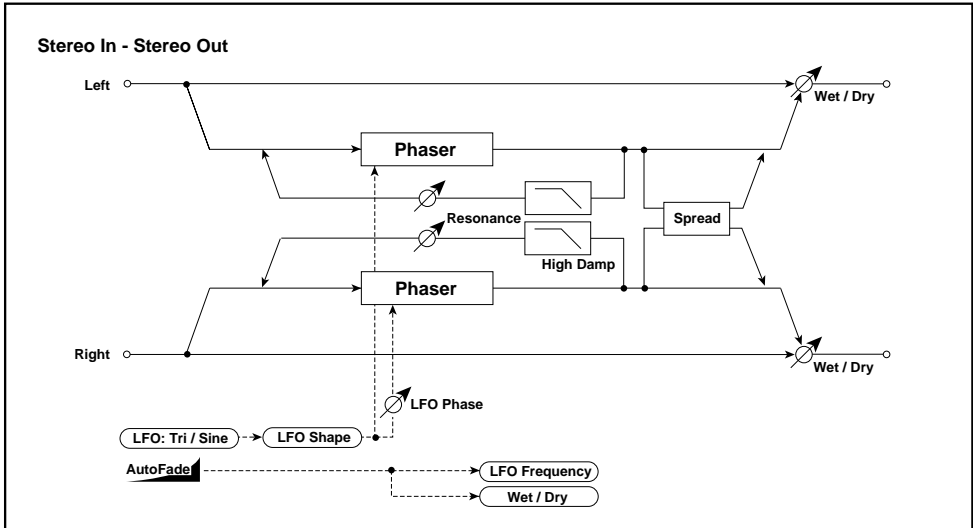 Stereo In - Stereo Out
Left
Wet / Dry
Phaser
Resonance
Spread
High Damp
Phaser
Right
Wet / Dry
LFO Phase
LFO: Tri / Sine
LFO Shape
AutoFade
LFO Frequency
Wet / Dry